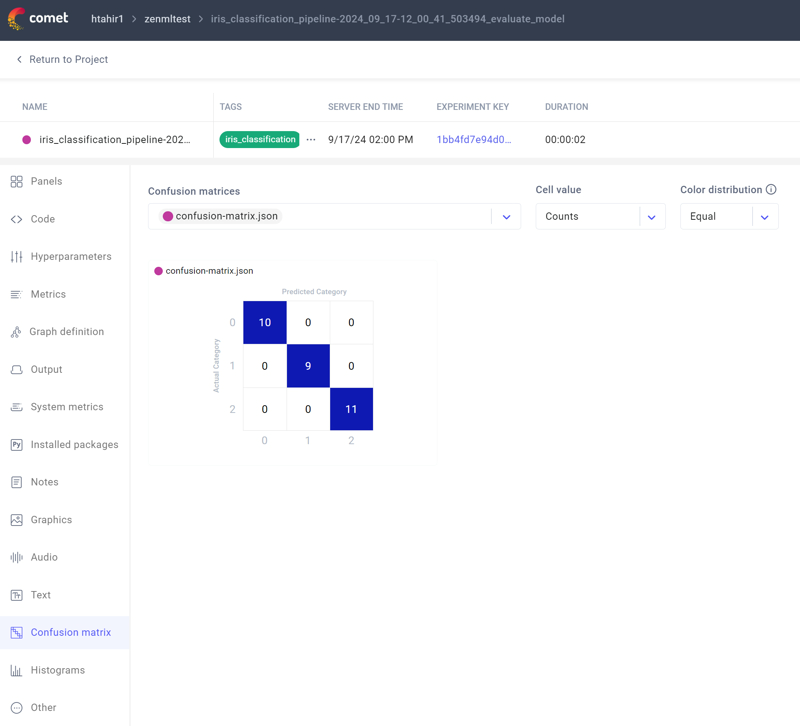 comet htahir1 > zenmltest > iris_classification_pipeline-2024_09_17-12_00_41_503494_evaluate_model
Return to Project
NAME TAGS SERVER END TIME EXPERIMENT KEY DURATION
iris_classification_pipeline-202... iris_classification ··· 9/17/24 02:00 PM 1bb4fd7e94d0... 00:00:02
Panels
Code
Hyperparameters
Metrics
Graph definition
Output
System metrics
Installed packages
Notes
Graphics
Audio
Text
Confusion matrix
Histograms
Other
Confusion matrices Cell value Color distribution
confusion-matrix.json Counts Equal
confusion-matrix.json
Predicted Category
Actual Category
0 10 0 0
1 0 9 0
2 0 0 11
0 1 2